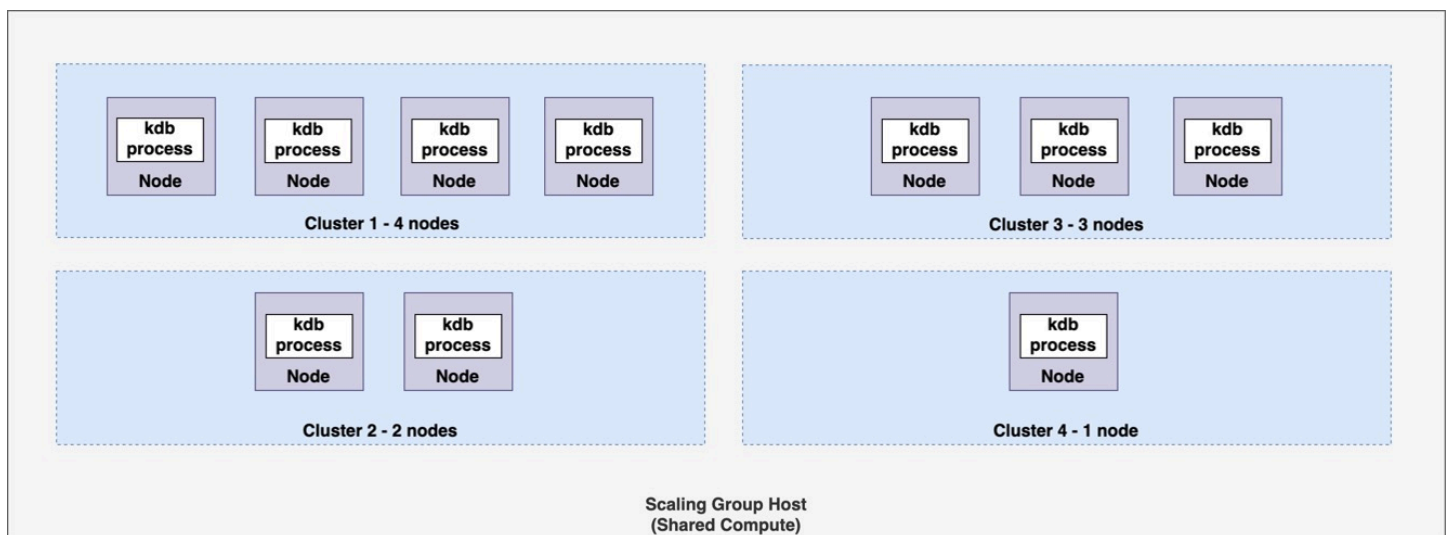 kdb
process
Node
kdb
process
Node
kdb
process
Node
kdb
process
Node
Cluster 1 - 4 nodes
kdb
process
Node
kdb
process
Node
kdb
process
Node
Cluster 3 - 3 nodes
kdb
process
Node
kdb
process
Node
Cluster 2 - 2 nodes
kdb
process
Node
Cluster 4 - 1 node
Scaling Group Host
(Shared Compute)